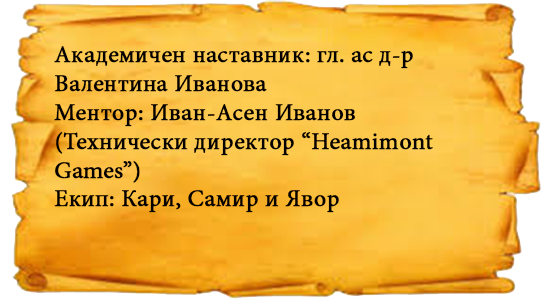 Академичен наставник: гл. ас д-р
Валентина Иванова
Ментор: Иван-Асен Иванов
(Технически директор “Heamimont
Games”)
Екип: Кари, Самир и Явор